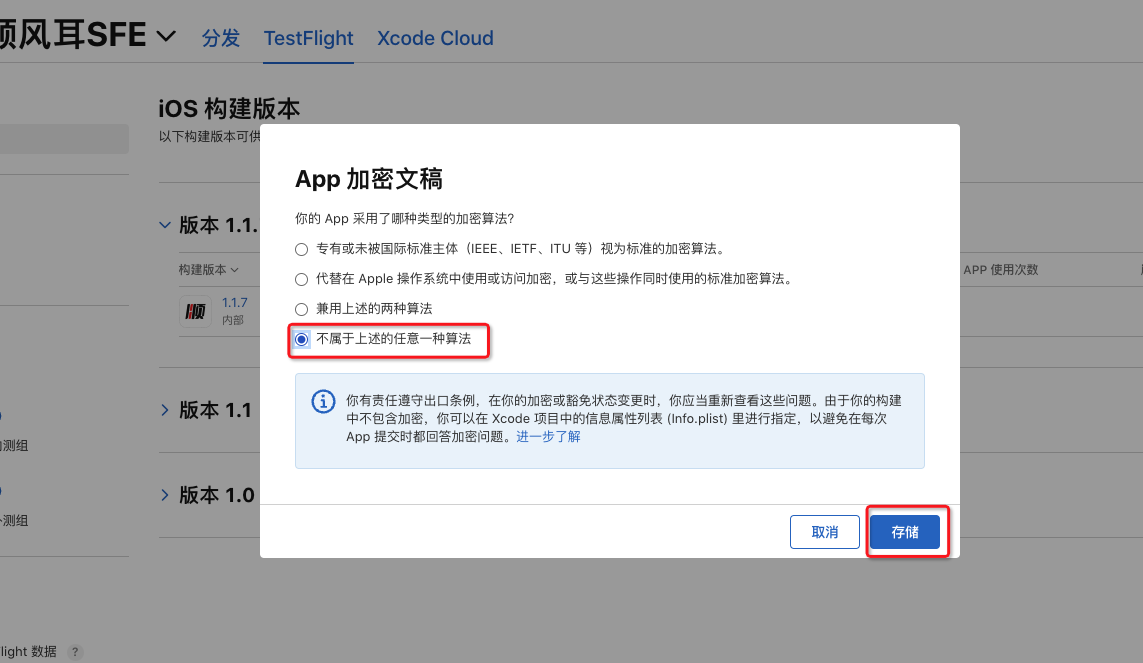 顺风耳SFE
分发
TestFlight
Xcode Cloud
iOS 构建版本
以下构建版本可供
App 加密文稿
你的 App 采用了哪种类型的加密算法?
专有或未被国际标准主体（IEEE、IETF、ITU 等）视为标准的加密算法。
代替在 Apple 操作系统中使用或访问加密，或与这些操作同时使用的标准加密算法。
兼用上述的两种算法
不属于上述的任意一种算法
你有责任遵守出口条例，在你的加密或豁免状态变更时，你应当重新查看这些问题。由于你的构建
中不包含加密，你可以在 Xcode 项目中的信息属性列表 (Info.plist) 里进行指定，以避免在每次
App 提交时都回答加密问题。进一步了解
取消
存储
版本 1.1.
构建版本
APP 使用次数
1.1.7
内部
版本 1.1
测组
版本 1.0
测组
light 数据
?